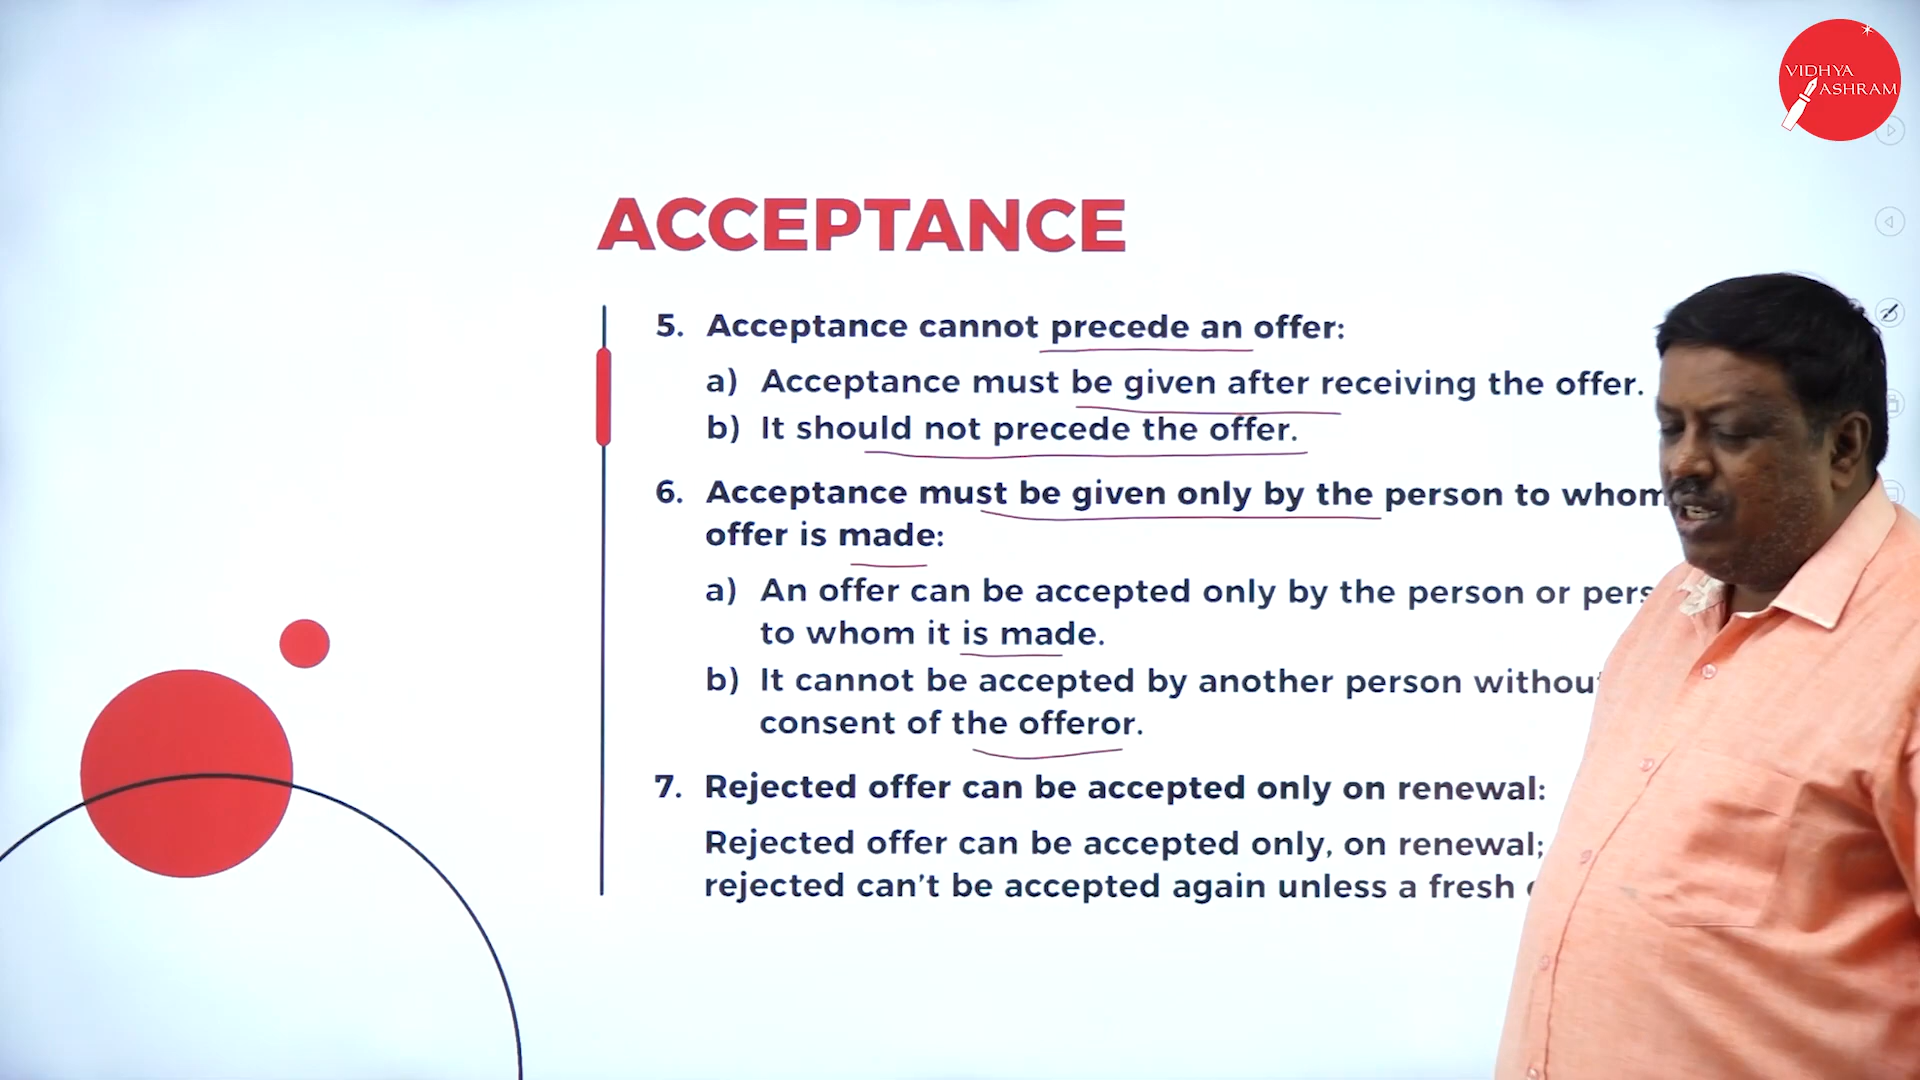 VIDHYA
ASHRAM
ACCEPTANCE
5. Acceptance cannot precede an offer:
a) Acceptance must be given after receiving the offer.
b) It should not precede the offer.
6. Acceptance must be given only by the person to whom
offer is made:
a) An offer can be accepted only by the person or
to whom it is made.
b) It cannot be accepted by another person without
consent of the offeror.
7. Rejected offer can be accepted only on renewal:
Rejected offer can be accepted only, on renewal;
rejected can't be accepted again unless a fresh